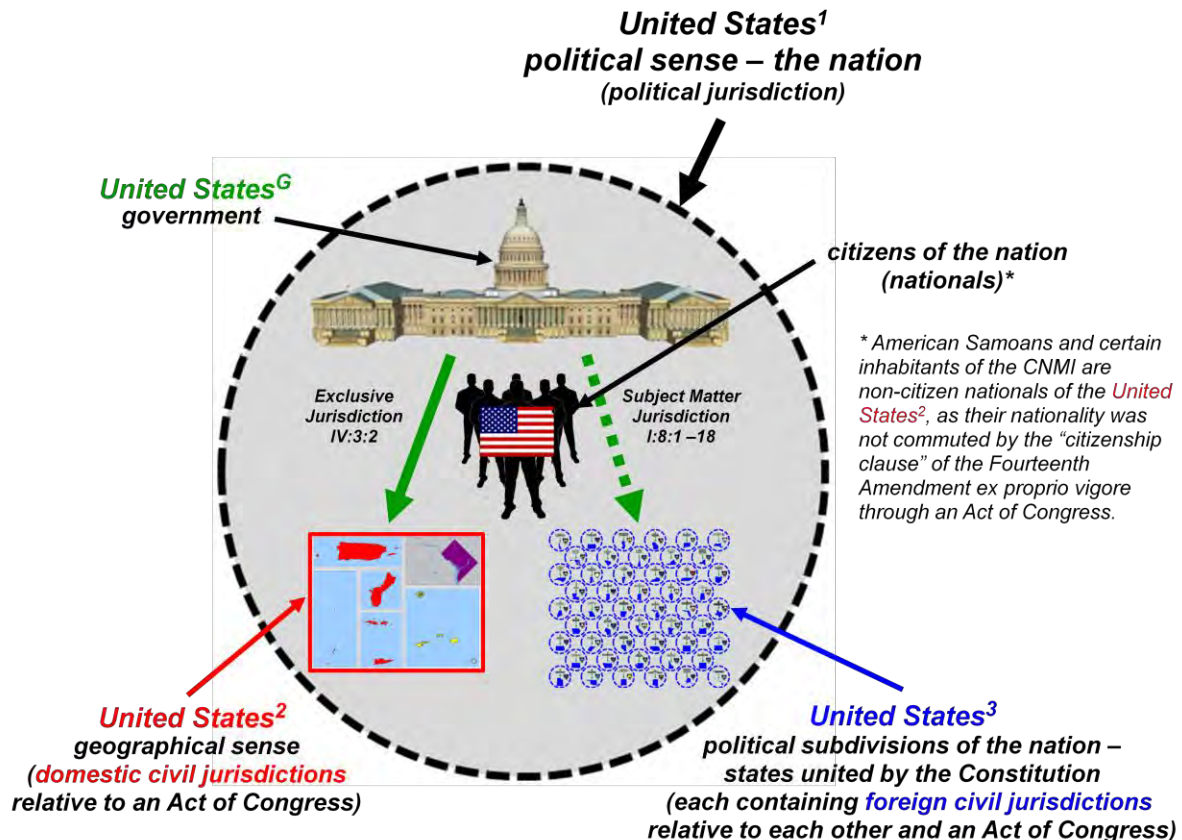 United States¹
political sense – the nation
(political jurisdiction)
United Statesᴳ
government
citizens of the nation
(nationals)*
* American Samoans and certain
inhabitants of the CNMI are
non-citizen nationals of the United
States², as their nationality was
not commuted by the “citizenship
clause” of the Fourteenth
Amendment ex proprio vigore
through an Act of Congress.
Exclusive
Jurisdiction
IV:3:2
Subject Matter
Jurisdiction
I:8:1 –18
United States²
geographical sense
(domestic civil jurisdictions
relative to an Act of Congress)
United States³
political subdivisions of the nation –
states united by the Constitution
(each containing foreign civil jurisdictions
relative to each other and an Act of Congress)